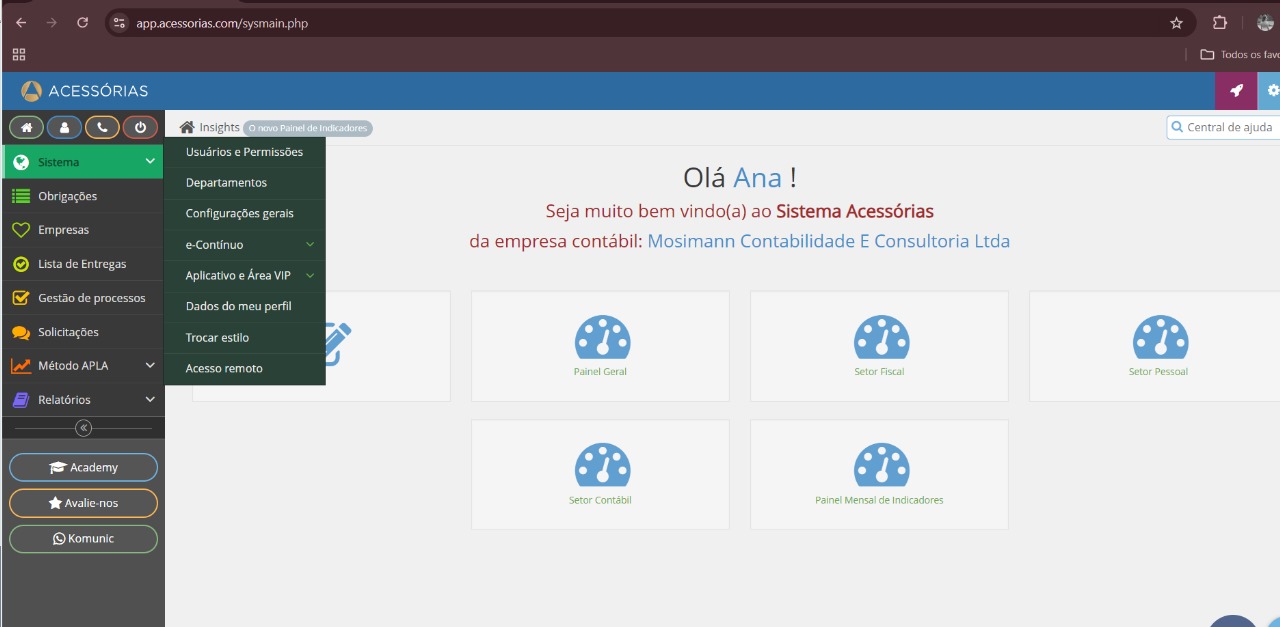 app.acessorias.com/sysmain.php
Todos os favo
ACESSÓRIAS
Insights O novo Painel de Indicadores
Central de ajuda
Sistema
Obrigações
Empresas
Lista de Entregas
Gestão de processos
Solicitações
Método APLA
Relatórios
Academy
Avalie-nos
Komunic
Usuários e Permissões
Departamentos
Configurações gerais
e-Contínuo
Aplicativo e Área VIP
Dados do meu perfil
Trocar estilo
Acesso remoto
Olá Ana !
Seja muito bem vindo(a) ao Sistema Acessórias
da empresa contábil: Mosimann Contabilidade E Consultoria Ltda
Painel Geral
Setor Fiscal
Setor Pessoal
Setor Contábil
Painel Mensal de Indicadores